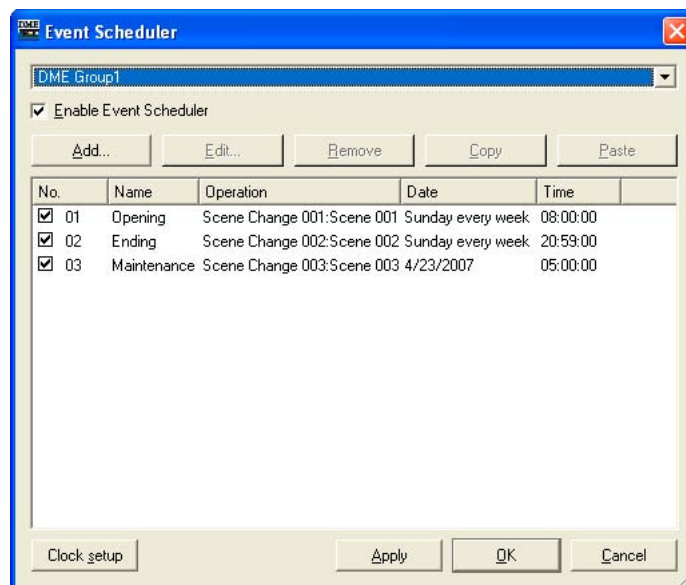 DME Event Scheduler
DME Group1
Enable Event Scheduler
Add... Edit... Remove Copy Paste
No. Name Operation Date Time
01 Opening Scene Change 001:Scene 001 Sunday every week 08:00:00
02 Ending Scene Change 002:Scene 002 Sunday every week 20:59:00
03 Maintenance Scene Change 003:Scene 003 4/23/2007 05:00:00
Clock setup Apply OK Cancel